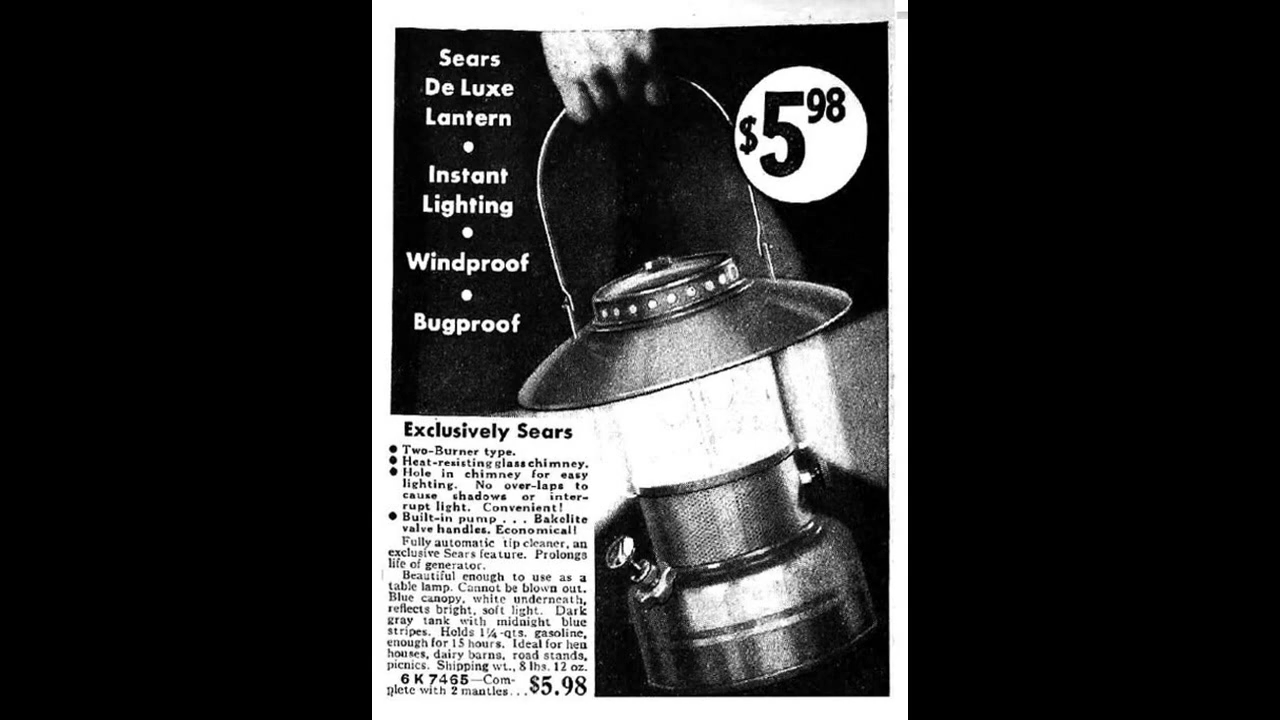 Sears
De Luxe
Lantern
•
Instant
Lighting
•
Windproof
•
Bugproof
$5.98
Exclusively Sears
● Two-Burner type.
● Heat-resisting glass chimney.
● Hole in chimney for easy
lighting. No over-laps to
cause shadows or inter-
rupt light. Convenient!
● Built-in pump . . . Bakelite
valve handles. Economical!
Fully automatic tip cleaner, an
exclusive Sears feature. Prolongs
life of generator.
Beautiful enough to use as a
table lamp. Cannot be blown out.
Blue canopy, white underneath,
reflects bright, soft light. Dark
gray tank with midnight blue
stripes. Holds 1¼-qts. gasoline,
enough for 15 hours. Ideal for hen
houses, dairy barns, road stands,
picnics. Shipping wt., 8 lbs. 12 oz.
6 K 7465—Com-
plete with 2 mantles... $5.98